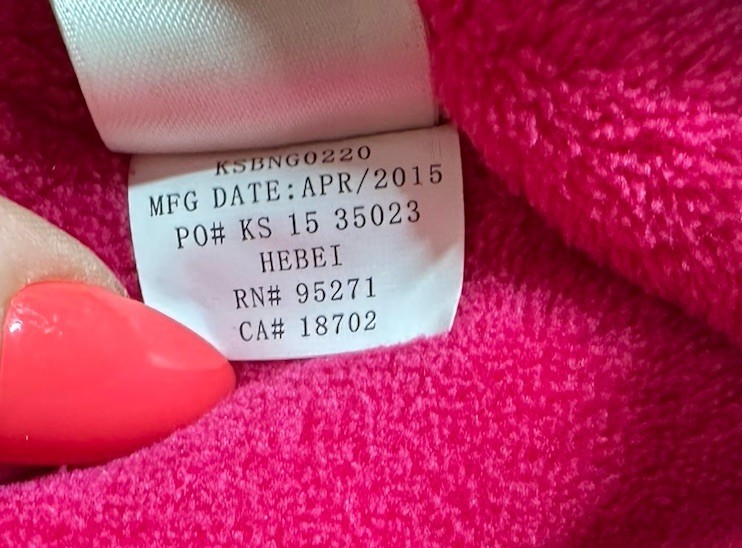 KSBNG0220
MFG DATE:APR/2015
PO# KS 15 35023
HEBEI
RN# 95271
CA# 18702